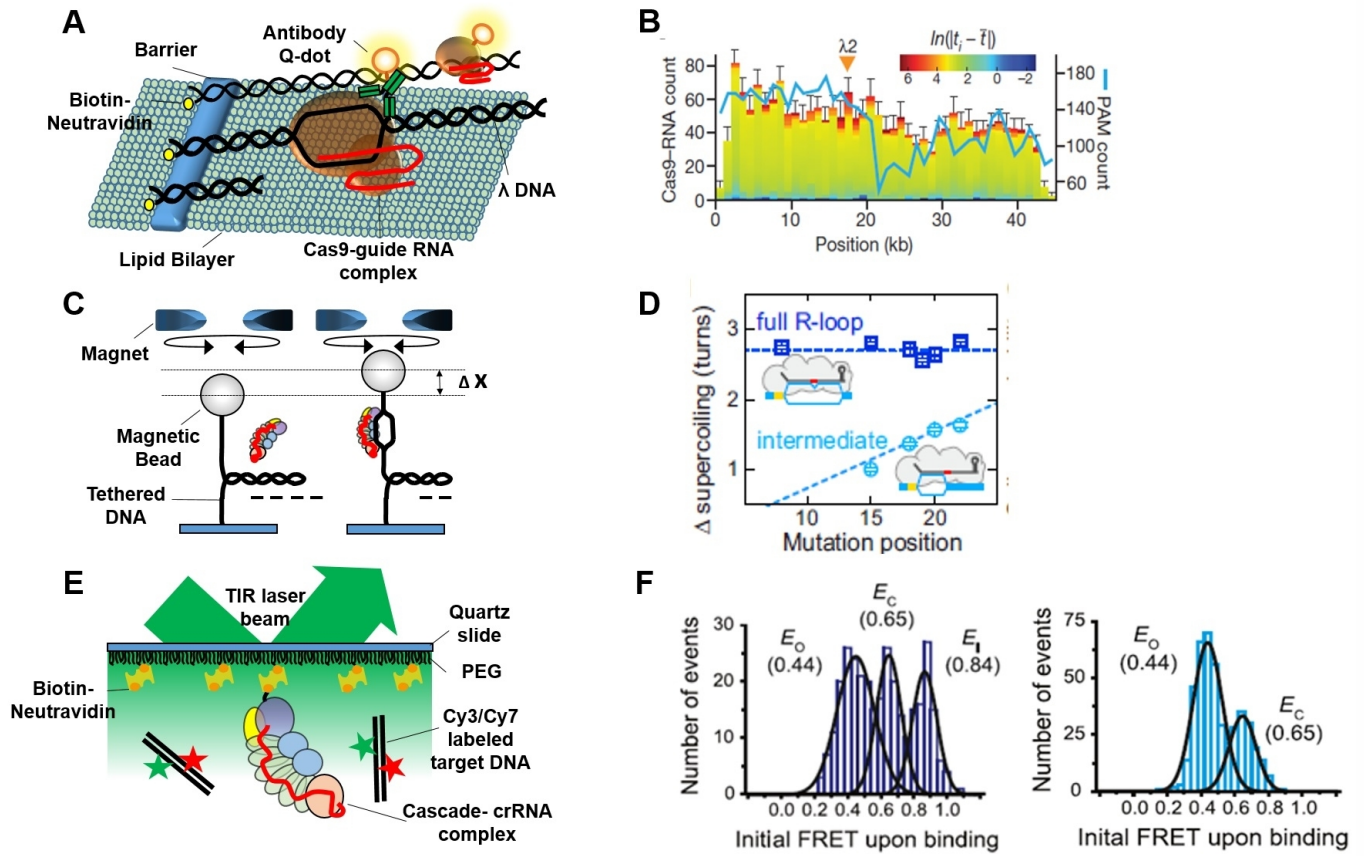 A
Barrier
Antibody
Q-dot
Biotin-
Neutravidin
λ DNA
Lipid Bilayer
Cas9-guide RNA
complex
B
λ2
ln(|tᵢ – t̄|)
6 4 2 0 –2
Cas9–RNA count
80
60
40
20
0
180
140
100
60
PAM count
0 10 20 30 40
Position (kb)
C
Magnet
Δ X
Magnetic
Bead
Tethered
DNA
D
full R-loop
intermediate
Δ supercoiling (turns)
3
2
1
10 15 20
Mutation position
E
TIR laser
beam
Quartz
slide
PEG
Biotin-
Neutravidin
Cy3/Cy7
labeled
target DNA
Cascade- crRNA
complex
F
Number of events
30
20
10
0
EO
(0.44)
EC
(0.65)
EI
(0.84)
0.0 0.2 0.4 0.6 0.8 1.0
Initial FRET upon binding
Number of events
75
50
25
0
EO
(0.44)
EC
(0.65)
0.0 0.2 0.4 0.6 0.8 1.0
Inital FRET upon binding